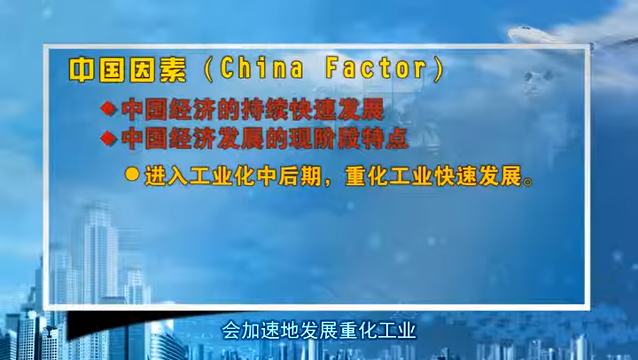 中国因素（China Factor）
中国经济的持续快速发展
中国经济发展的现阶段特点
进入工业化中后期，重化工业快速发展。
会加速地发展重化工业